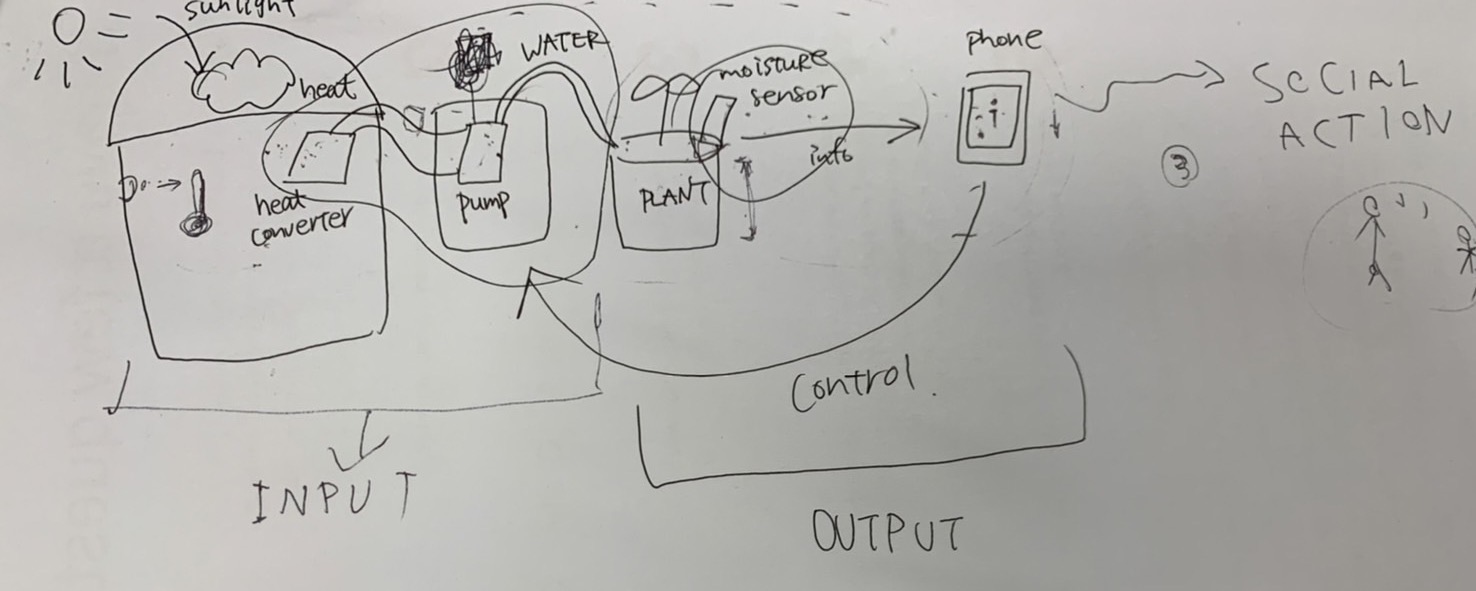 sunlight
heat
WATER
moisture
sensor
phone
info
heat
converter
pump
PLANT
SOCIAL
ACTION
3
Control.
INPUT
OUTPUT